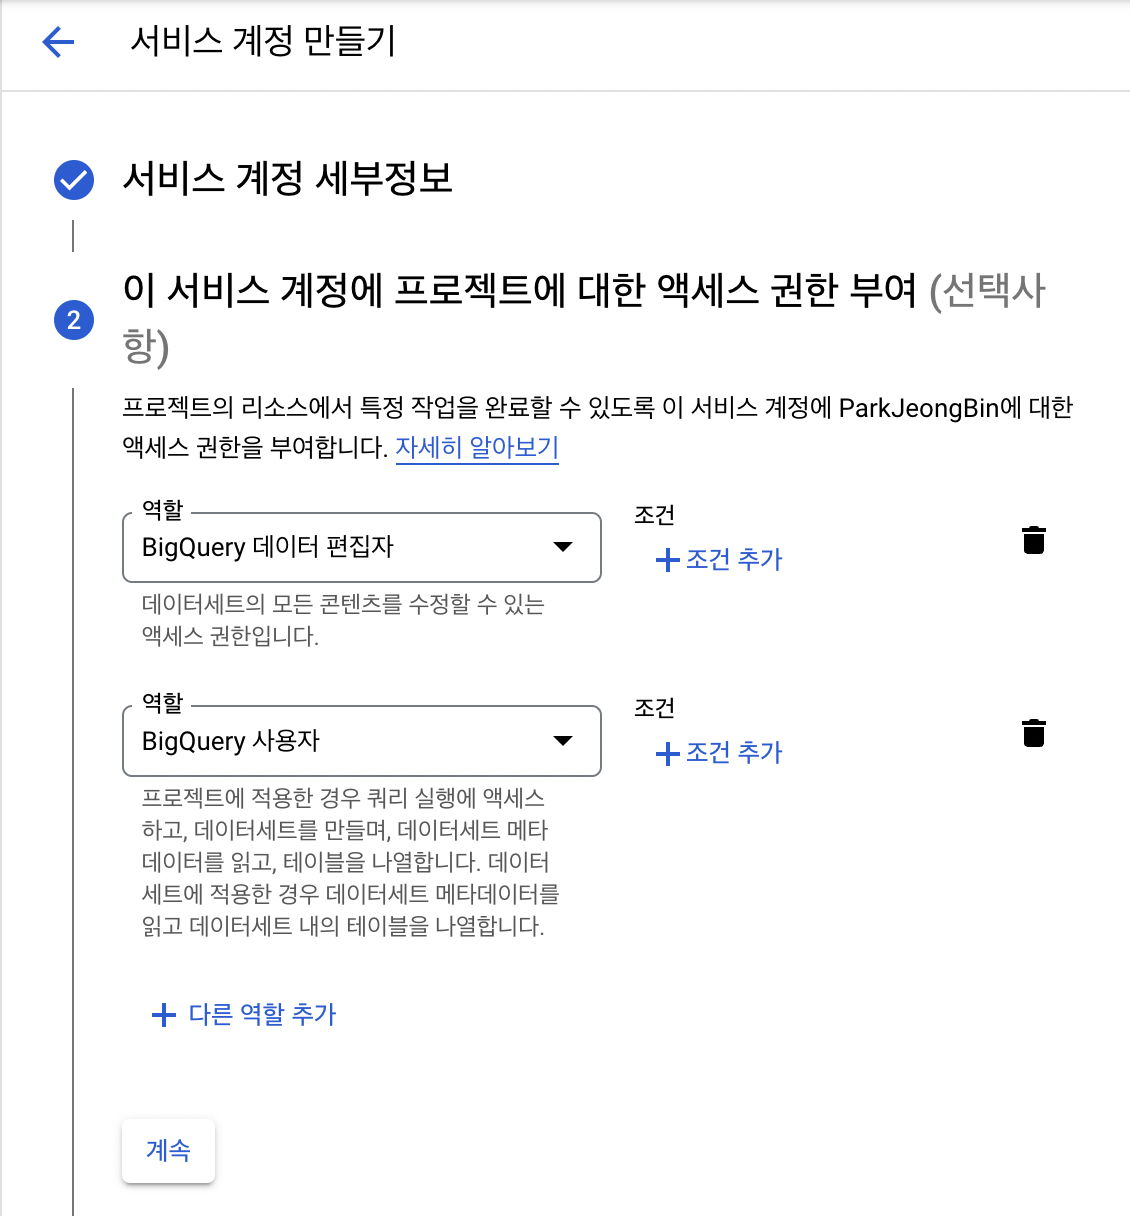 서비스 계정 만들기
서비스 계정 세부정보
2
이 서비스 계정에 프로젝트에 대한 액세스 권한 부여 (선택사
항)
프로젝트의 리소스에서 특정 작업을 완료할 수 있도록 이 서비스 계정에 ParkJeongBin에 대한
액세스 권한을 부여합니다. 자세히 알아보기
역할
BigQuery 데이터 편집자
조건
조건 추가
데이터세트의 모든 콘텐츠를 수정할 수 있는
액세스 권한입니다.
역할
BigQuery 사용자
조건
조건 추가
프로젝트에 적용한 경우 쿼리 실행에 액세스
하고, 데이터세트를 만들며, 데이터세트 메타
데이터를 읽고, 테이블을 나열합니다. 데이터
세트에 적용한 경우 데이터세트 메타데이터를
읽고 데이터세트 내의 테이블을 나열합니다.
다른 역할 추가
계속